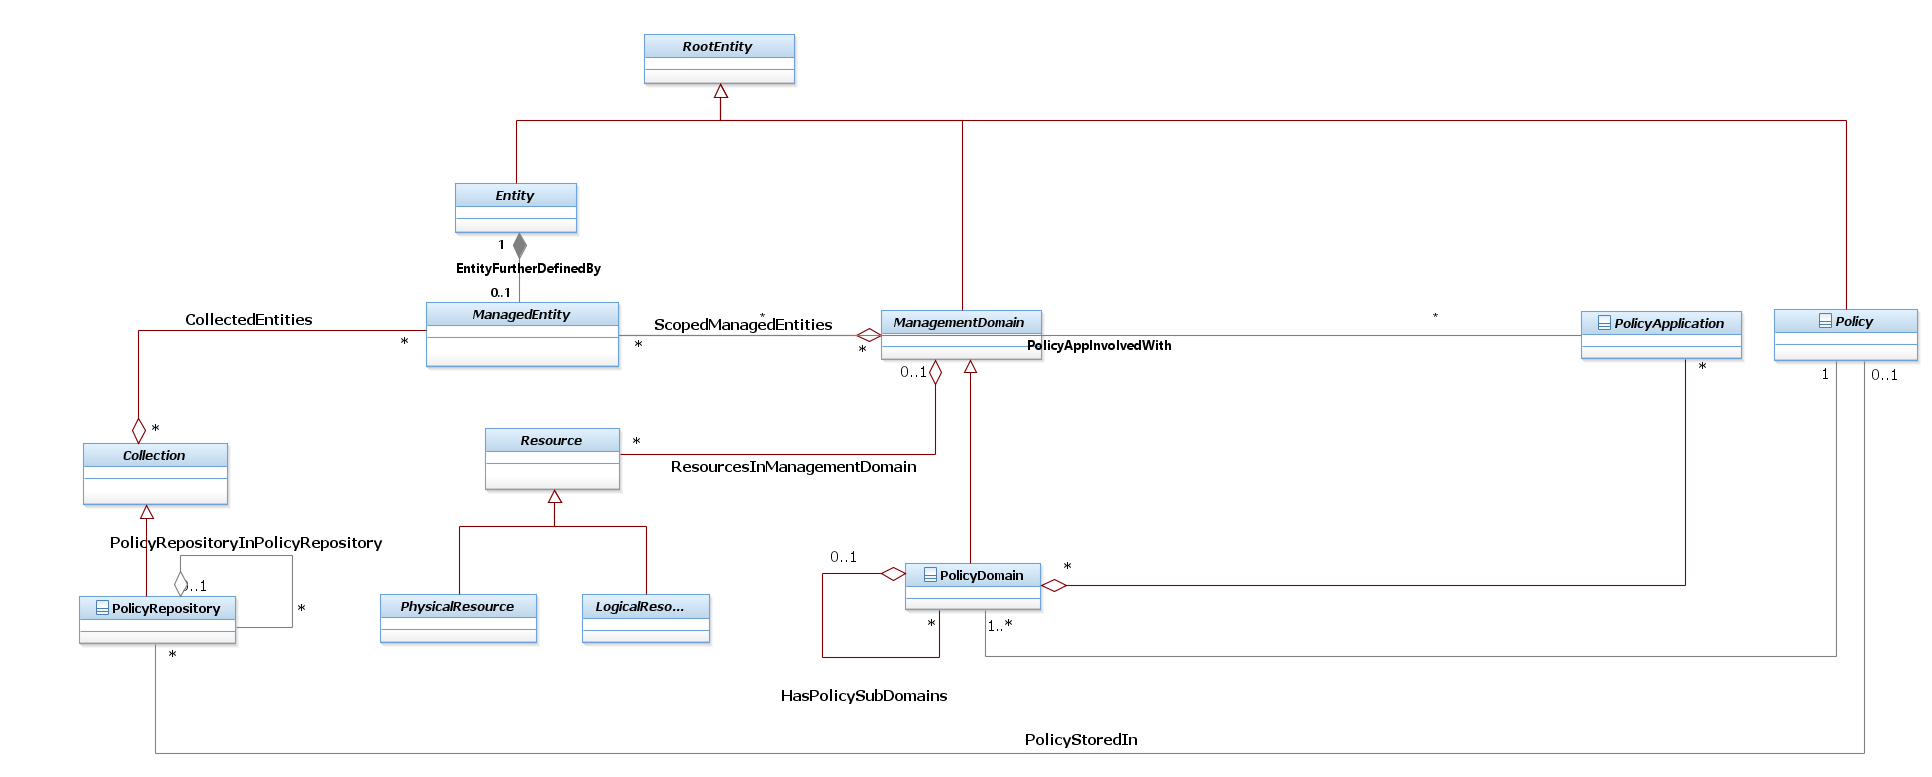 RootEntity
Entity
1
EntityFurtherDefinedBy
0..1
ManagedEntity
CollectedEntities
*
ScopedManagedEntities
*
*
*
ManagementDomain
*
PolicyAppInvolvedWith
PolicyApplication
*
Policy
1
0..1
0..1
*
Collection
Resource
*
ResourcesInManagementDomain
PolicyRepositoryInPolicyRepository
0..1
*
PolicyRepository
*
PhysicalResource
LogicalReso...
0..1
PolicyDomain
*
*
1..*
HasPolicySubDomains
PolicyStoredIn